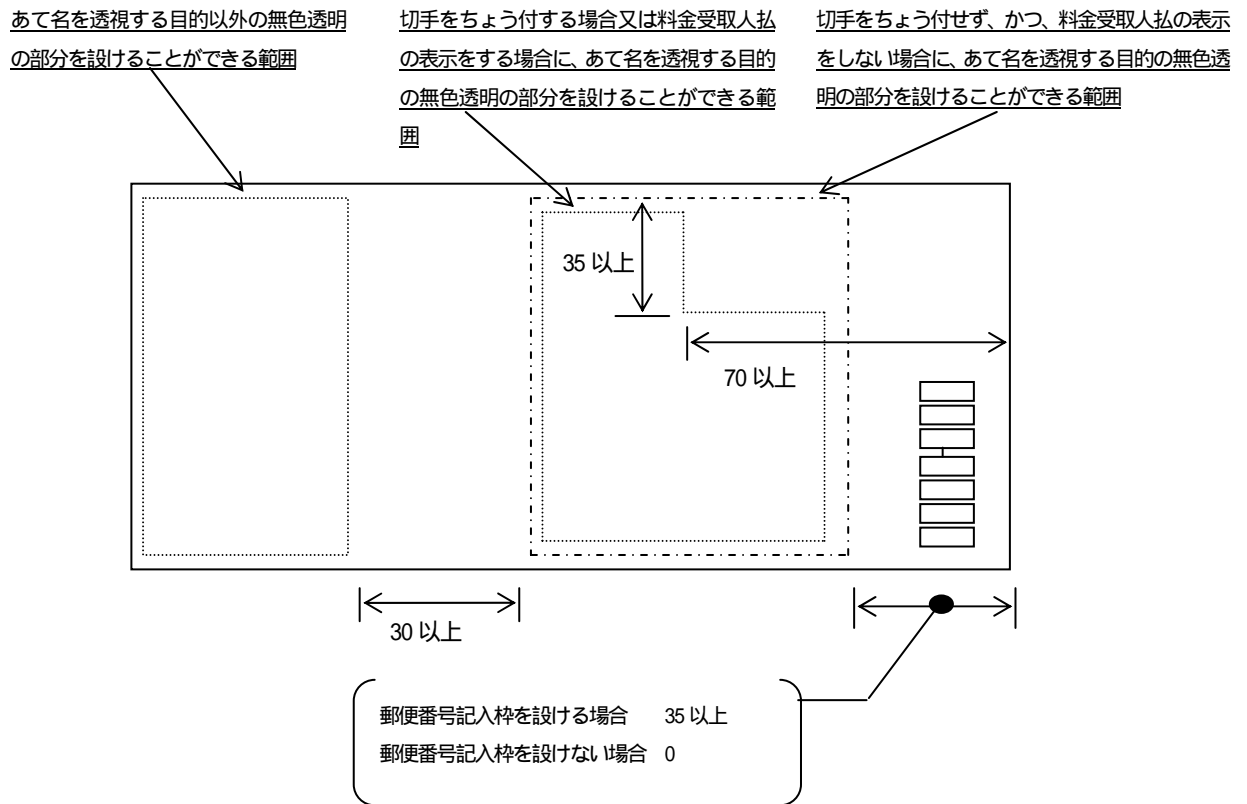 あて名を透視する目的以外の無色透明
の部分を設けることができる範囲
切手をちょう付する場合又は料金受取人払
の表示をする場合に、あて名を透視する目的
の無色透明の部分を設けることができる範
囲
切手をちょう付せず、かつ、料金受取人払の表示
をしない場合に、あて名を透視する目的の無色透
明の部分を設けることができる範囲
35 以上
70 以上
30 以上
郵便番号記入枠を設ける場合 35 以上
郵便番号記入枠を設けない場合 0